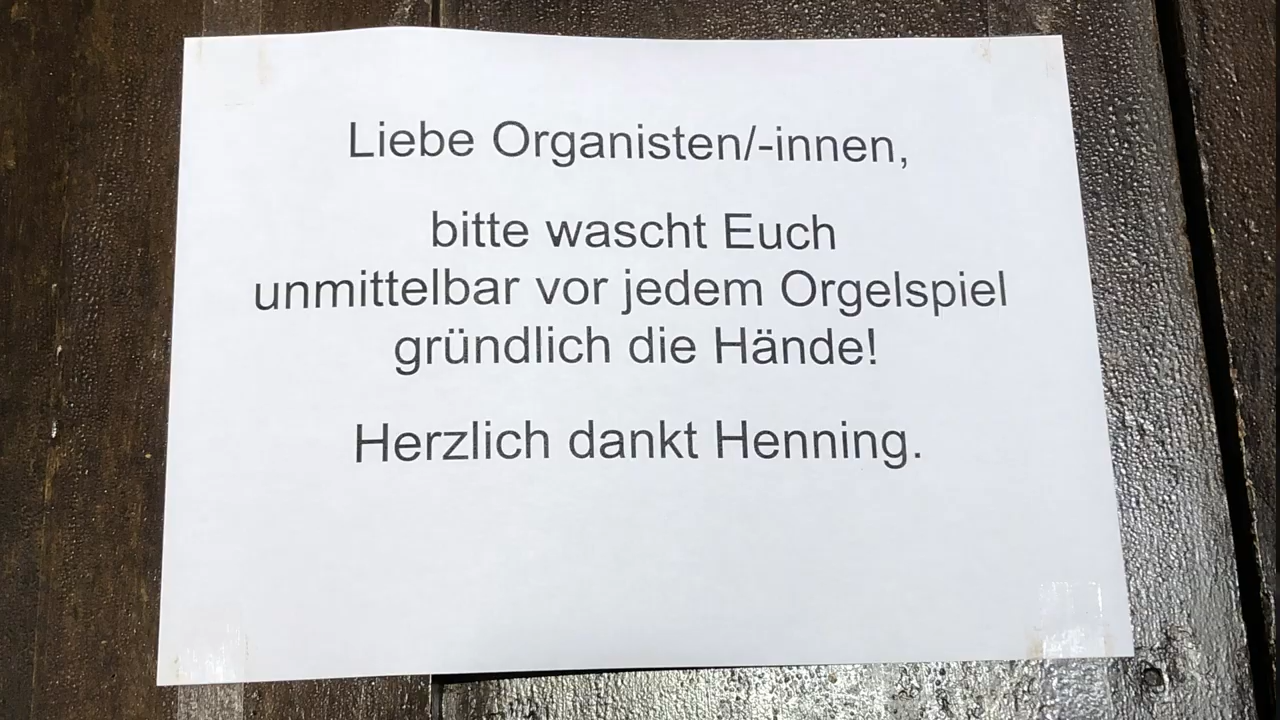 Liebe Organisten/-innen,
bitte wascht Euch
unmittelbar vor jedem Orgelspiel
gründlich die Hände!
Herzlich dankt Henning.